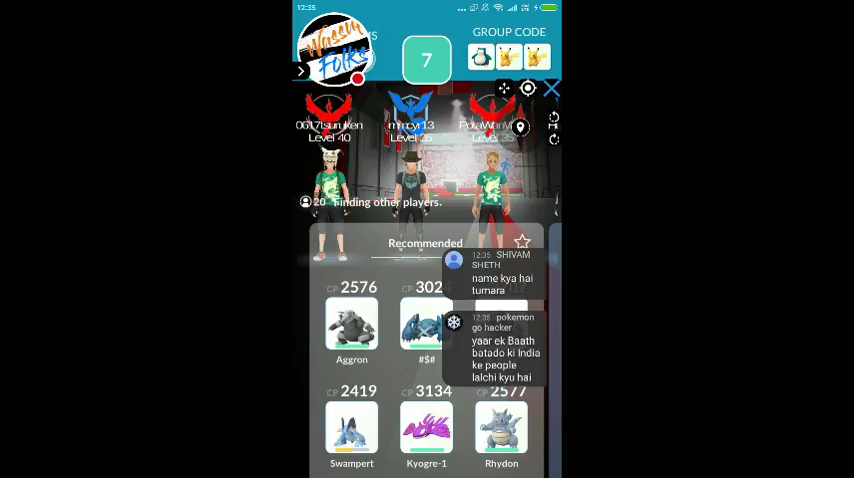 12:35
GROUP CODE
Wassup
Folks
7
Level 40
Level 35
20
Finding other players.
Recommended
12:35 SHIVAM
SHETH
name kya hai
tumara
12:35 pokemon
go hacker
yaar ek Baath
batado ki India
ke people
lalchi kyu hai
CP 2576
CP 3024
Aggron
#$#
CP 2419
CP 3134
CP 2577
Swampert
Kyogre-1
Rhydon